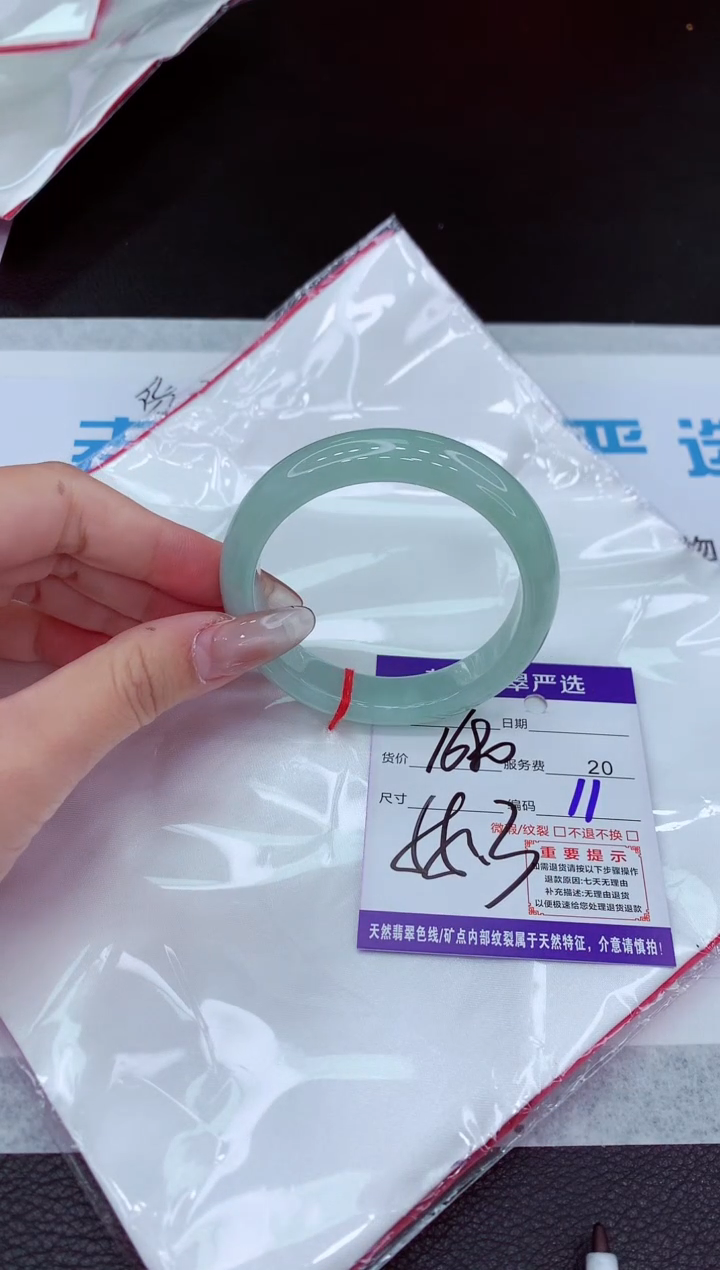 严选
翠严选
日期
货价 1680 服务费 20
尺寸 编码 11
微瑕/纹裂 □不退不换 □
重要提示
如需退货请按以下步骤操作
退款原因:七天无理由
补充描述:无理由退货
以便极速给您处理退货退款
天然翡翠色线/矿点内部纹裂属于天然特征，介意请慎拍!